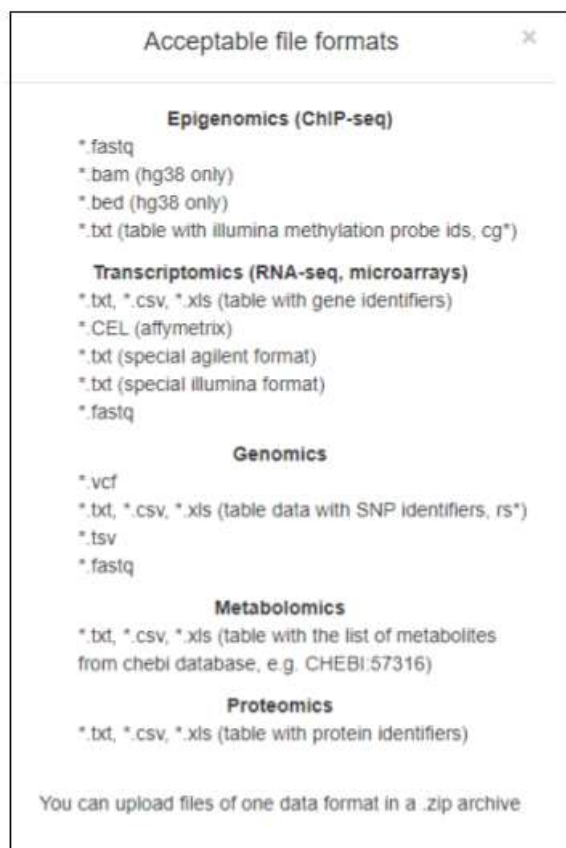 Acceptable file formats ×
Epigenomics (ChIP-seq)
*.fastq
*.bam (hg38 only)
*.bed (hg38 only)
*.txt (table with illumina methylation probe ids, cg*)
Transcriptomics (RNA-seq, microarrays)
*.txt, *.csv, *.xls (table with gene identifiers)
*.CEL (affymetrix)
*.txt (special agilent format)
*.txt (special illumina format)
*.fastq
Genomics
*.vcf
*.txt, *.csv, *.xls (table data with SNP identifiers, rs*)
*.tsv
*.fastq
Metabolomics
*.txt, *.csv, *.xls (table with the list of metabolites
from chebi database, e.g. CHEBI:57316)
Proteomics
*.txt, *.csv, *.xls (table with protein identifiers)
You can upload files of one data format in a .zip archive